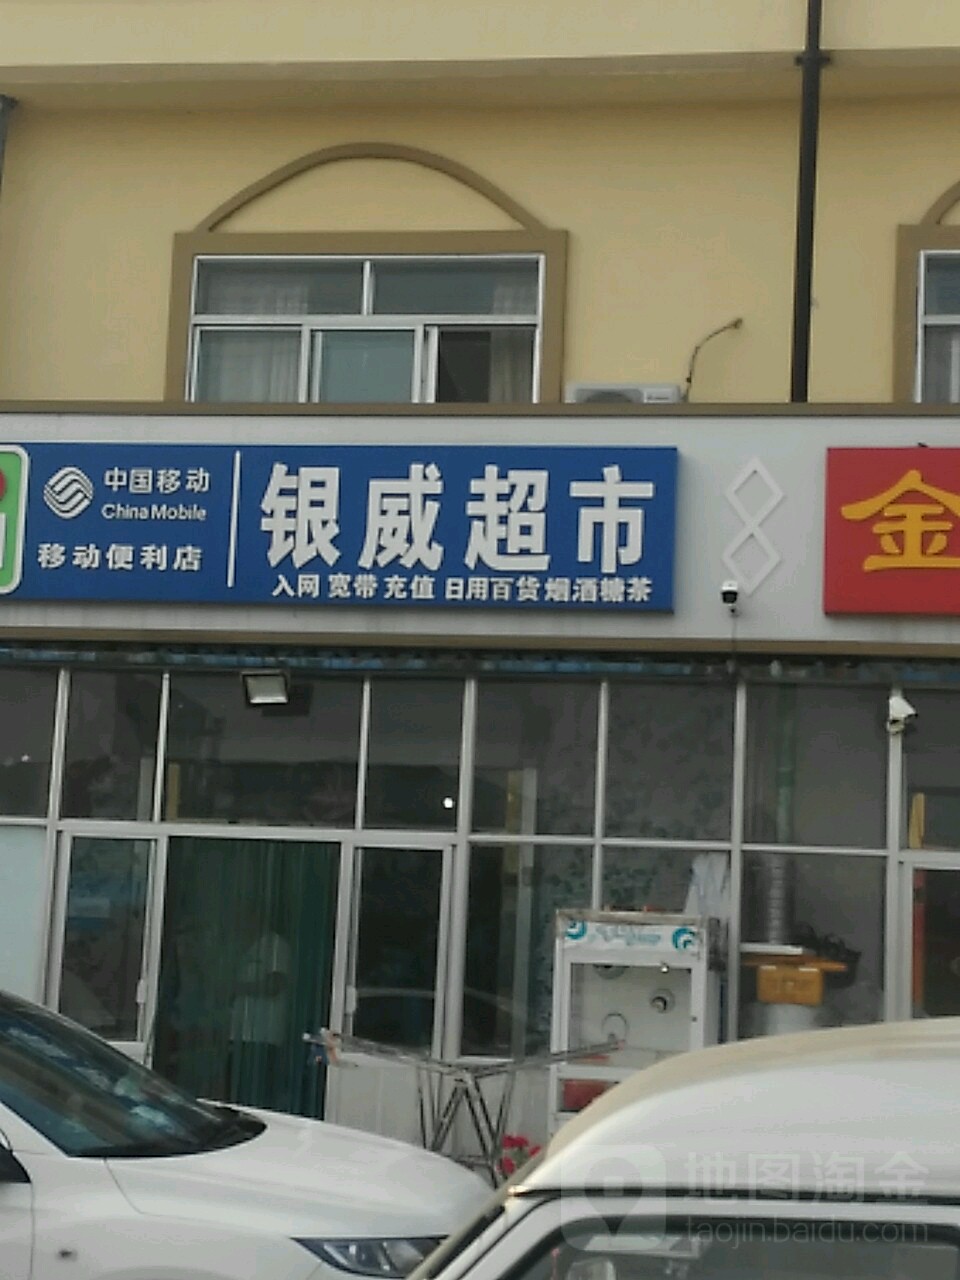 中国移动
China Mobile
移动便利店
银威超市
入网 宽带 充值 日用百货烟酒糖茶
金
地图淘金
taojin.baidu.com